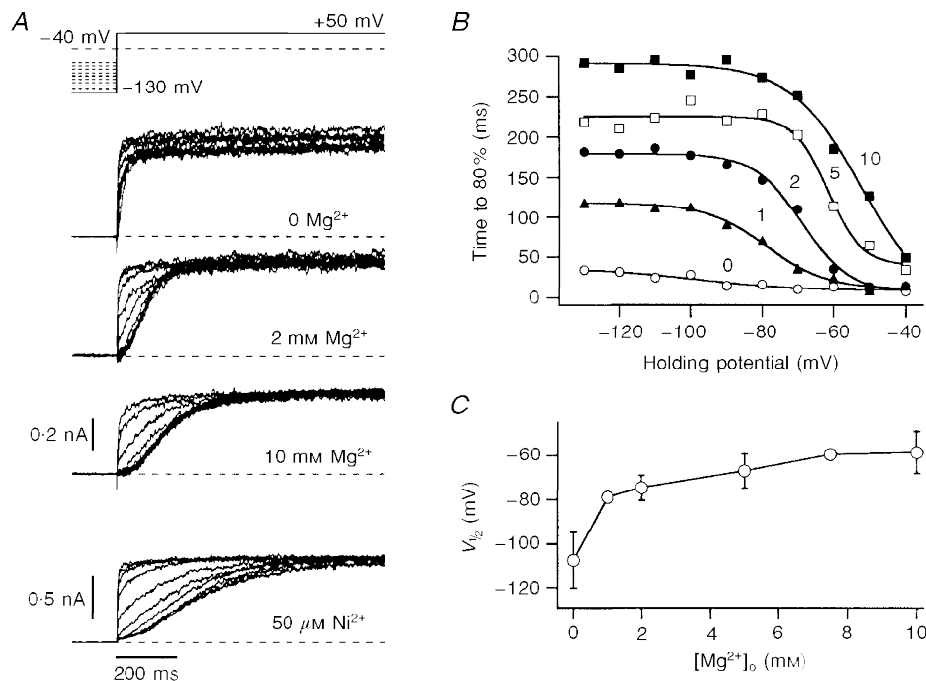 A
+50 mV
−40 mV
−130 mV
0 Mg²⁺
2 mM Mg²⁺
10 mM Mg²⁺
0·2 nA
50 μM Ni²⁺
0·5 nA
200 ms
B
Time to 80% (ms)
300
250
200
150
100
50
0
10
5
2
1
0
−120
−100
−80
−60
−40
Holding potential (mV)
C
V½ (mV)
−60
−80
−100
−120
0
2
4
6
8
10
[Mg²⁺]ₒ (mM)